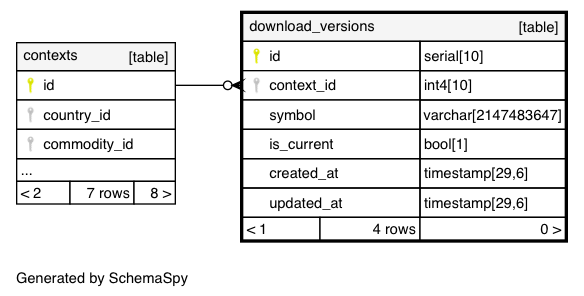 contexts [table]
id
country_id
commodity_id
...
< 2 7 rows 8 >
download_versions [table]
id serial[10]
context_id int4[10]
symbol varchar[2147483647]
is_current bool[1]
created_at timestamp[29,6]
updated_at timestamp[29,6]
< 1 4 rows 0 >
Generated by SchemaSpy